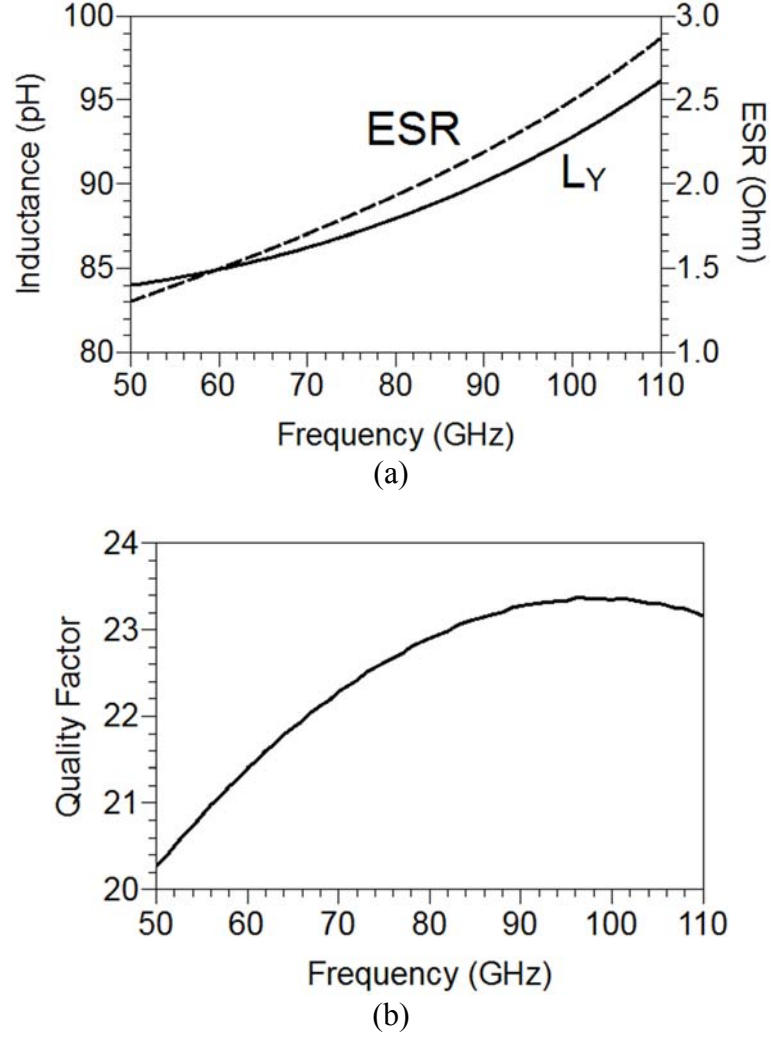 100 3.0
95 2.5
90 2.0
85 1.5
80 1.0
Inductance (pH)
ESR (Ohm)
ESR
LY
50 60 70 80 90 100 110
Frequency (GHz)
(a)
24
23
22
21
20
Quality Factor
50 60 70 80 90 100 110
Frequency (GHz)
(b)